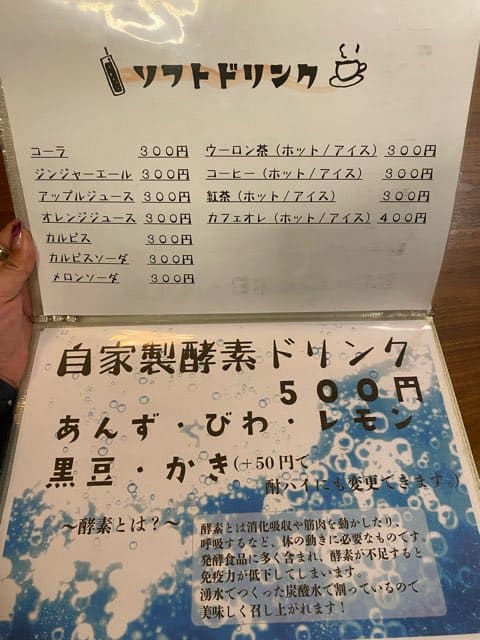 ソフトドリンク
コーラ ３００円
ジンジャーエール ３００円
アップルジュース ３００円
オレンジジュース ３００円
カルピス ３００円
カルピスソーダ ３００円
メロンソーダ ３００円
ウーロン茶（ホット/アイス） ３００円
コーヒー（ホット/アイス） ３００円
紅茶（ホット/アイス） ３００円
カフェオレ（ホット/アイス） ４００円
自家製酵素ドリンク
５００円
あんず・びわ・レモン
黒豆・かき(＋50円で
酎ハイにも変更できます。)
～酵素とは？～
酵素とは消化吸収や筋肉を動かしたり、
呼吸するなど、体の動きに必要なものです。
発酵食品に多く含まれ、酵素が不足すると
免疫力が低下してしまいます。
湧水でつくった炭酸水で割っているので
美味しく召し上がれます！